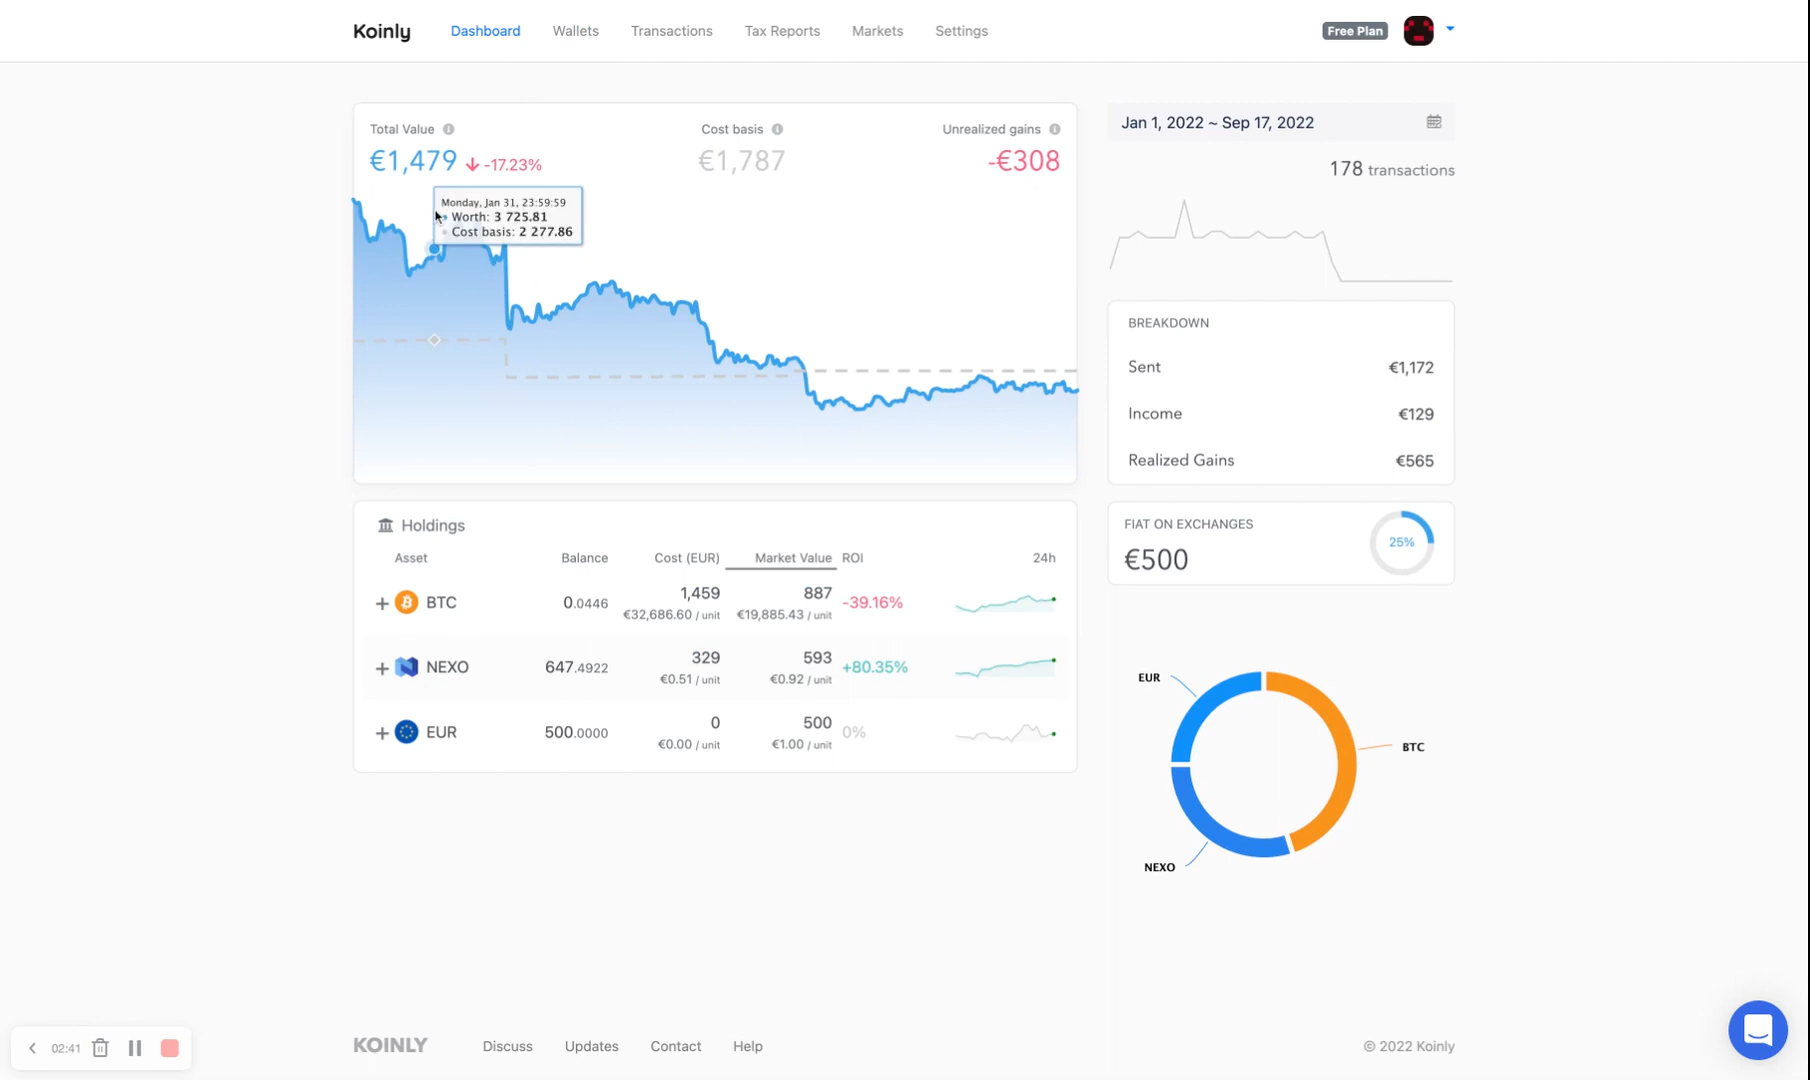 Koinly Dashboard Wallets Transactions Tax Reports Markets Settings Free Plan
Total Value Cost basis Unrealized gains
€1,479 -17.23% €1,787 -€308
Monday, Jan 31, 23:59:59
Worth: 3 725.81
Cost basis: 2 277.86
Jan 1, 2022 ~ Sep 17, 2022
178 transactions
BREAKDOWN
Sent €1,172
Income €129
Realized Gains €565
FIAT ON EXCHANGES
€500
25%
Holdings
Asset Balance Cost (EUR) Market Value ROI 24h
BTC 0.0446 1,459 887 -39.16%
€32,686.60 / unit €19,885.43 / unit
NEXO 647.4922 329 593 +80.35%
€0.51 / unit €0.92 / unit
EUR 500.0000 0 500 0%
€0.00 / unit €1.00 / unit
EUR
BTC
NEXO
02:41
KOINLY Discuss Updates Contact Help © 2022 Koinly